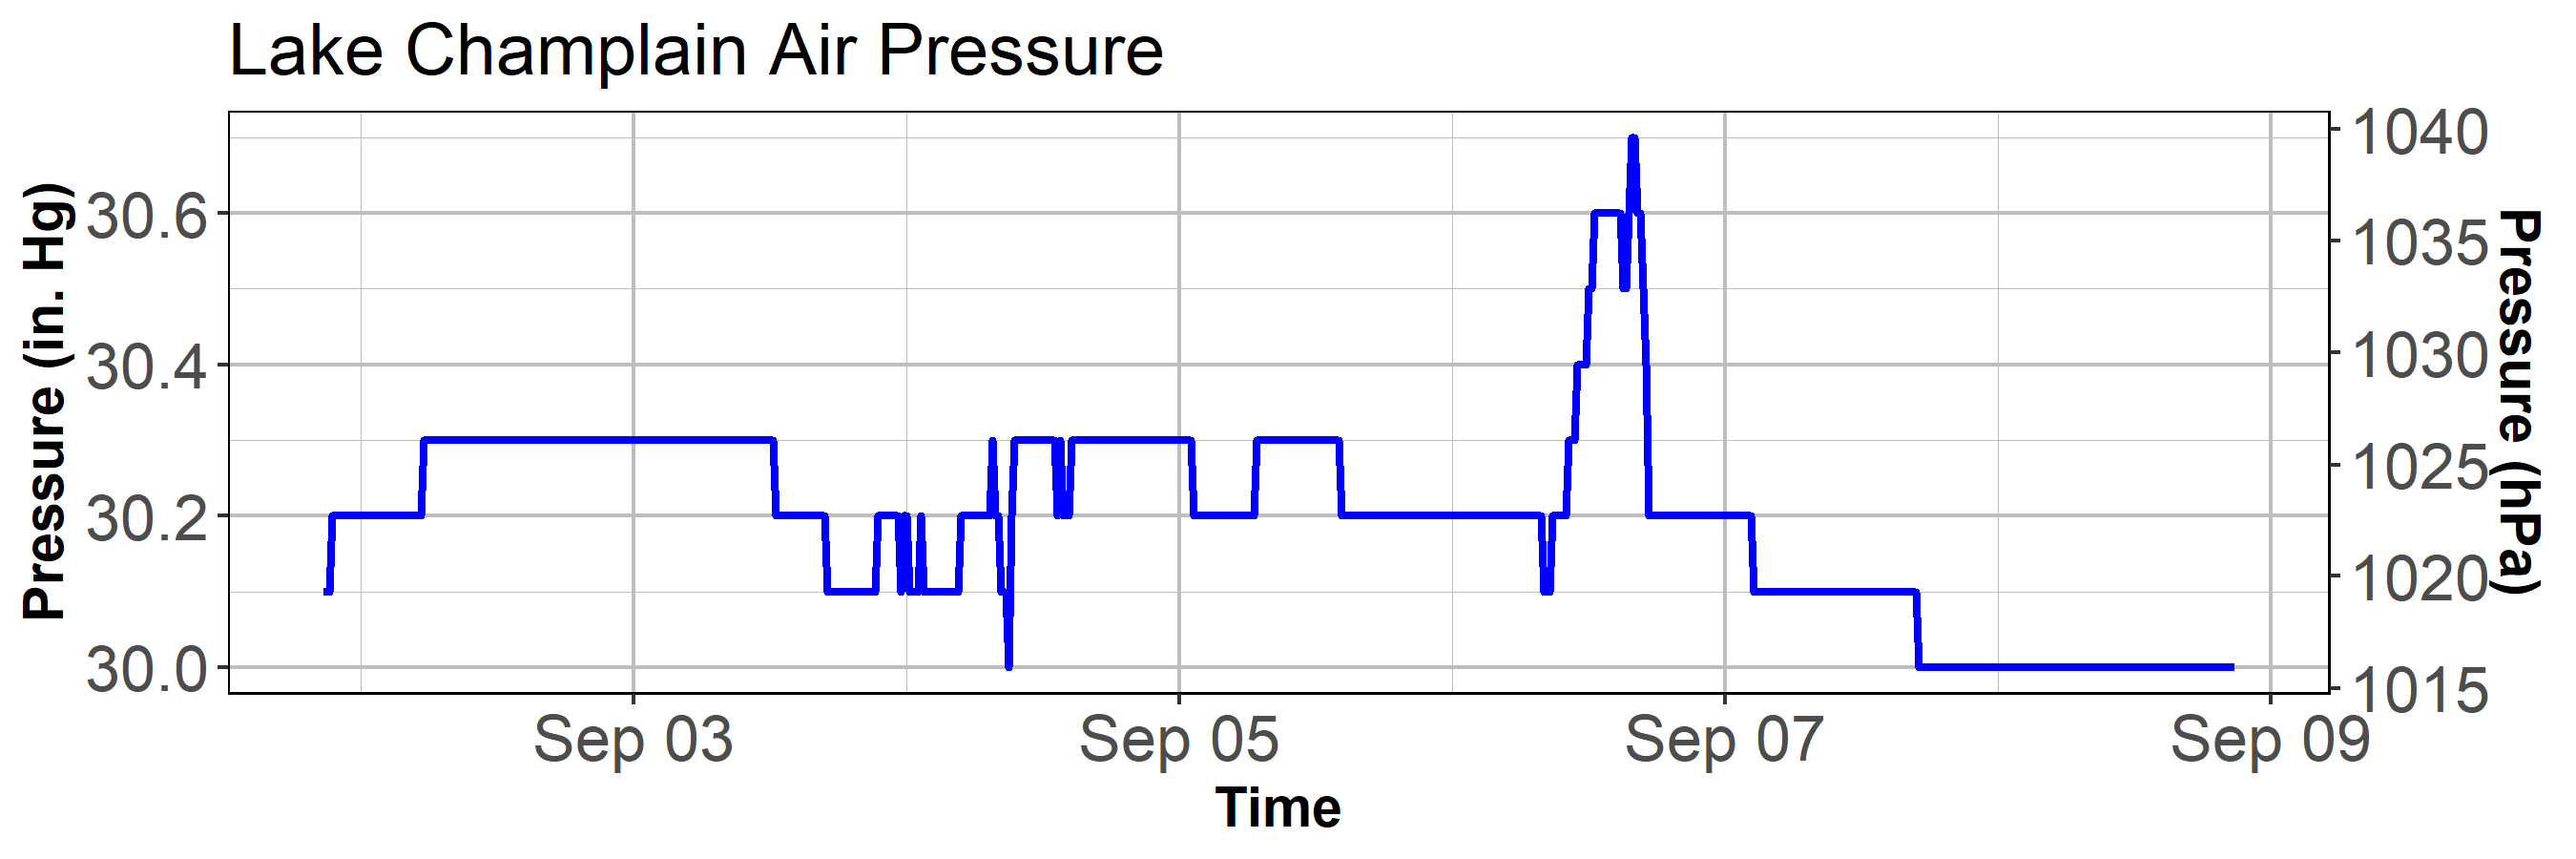 Lake Champlain Air Pressure
Pressure (in. Hg)
30.6
30.4
30.2
30.0
1040
1035
1030
1025
1020
1015
Pressure (hPa)
Sep 03 Sep 05 Sep 07 Sep 09
Time